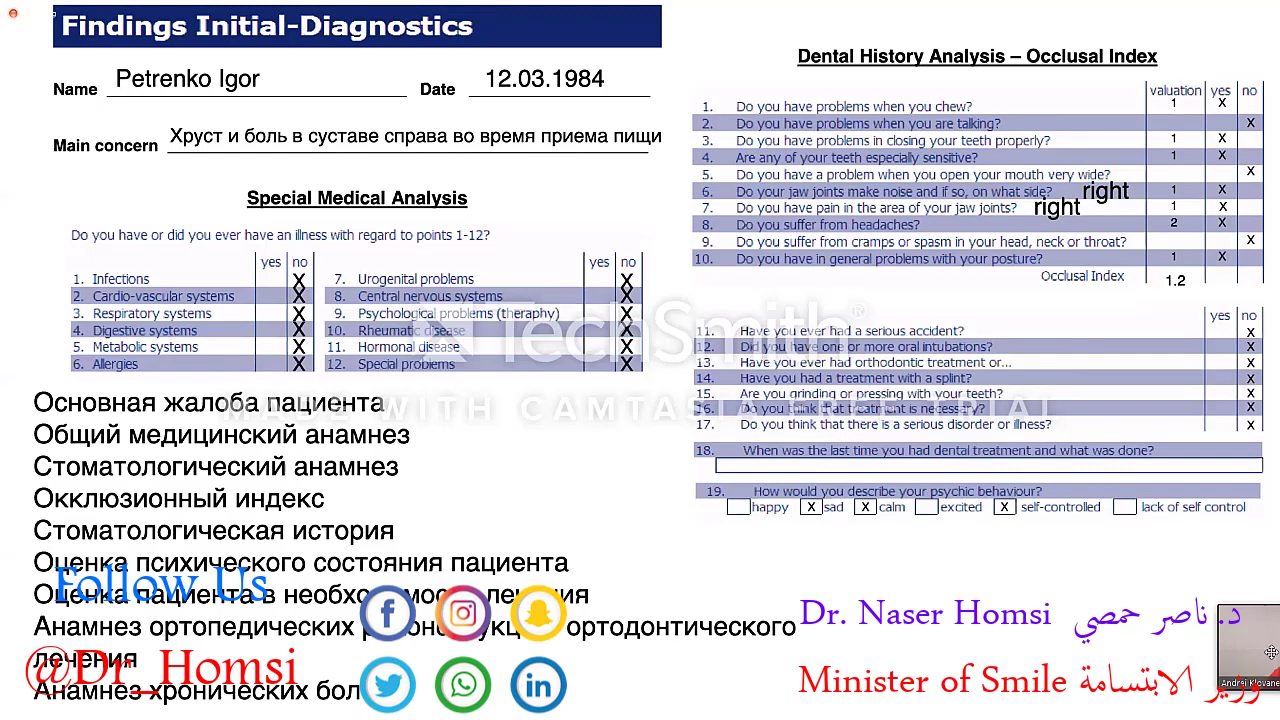 Findings Initial-Diagnostics
Name Petrenko Igor Date 12.03.1984
Main concern Хруст и боль в суставе справа во время приема пищи
Special Medical Analysis
Do you have or did you ever have an illness with regard to points 1-12?
yes no yes no
1. Infections X 7. Urogenital problems X
2. Cardio-vascular systems X 8. Central nervous systems X
3. Respiratory systems X 9. Psychological problems (theraphy) X
4. Digestive systems X 10. Rheumatic disease X
5. Metabolic systems X 11. Hormonal disease X
6. Allergies X 12. Special problems X
Основная жалоба пациента
Общий медицинский анамнез
Стоматологический анамнез
Окклюзионный индекс
Стоматологическая история
Оценка психического состояния пациента
Оценка пациента в лечения
Анамнез ортопедических ортодонтического
лечения
Анамнез хронических
Dental History Analysis – Occlusal Index
valuation yes no
1. Do you have problems when you chew? 1 X
2. Do you have problems when you are talking? X
3. Do you have problems in closing your teeth properly? 1 X
4. Are any of your teeth especially sensitive? 1 X
5. Do you have a problem when you open your mouth very wide? X
6. Do your jaw joints make noise and if so, on what side? right 1 X
7. Do you have pain in the area of your jaw joints? right 1 X
8. Do you suffer from headaches? 2 X
9. Do you suffer from cramps or spasm in your head, neck or throat? X
10. Do you have in general problems with your posture? 1 X
Occlusal Index 1.2
yes no
11. Have you ever had a serious accident? X
12. Did you have one or more oral intubations? X
13. Have you ever had orthodontic treatment or... X
14. Have you had a treatment with a splint? X
15. Are you grinding or pressing with your teeth? X
16. Do you think that treatment is necessary? X
17. Do you think that there is a serious disorder or illness? X
18. When was the last time you had dental treatment and what was done?
19. How would you describe your psychic behaviour?
happy X sad X calm excited X self-controlled lack of self control
TechSmith®
MADE WITH CAMTASIA FREE TRIAL
Follow Us
@Dr_Homsi
Dr. Naser Homsi د. ناصر حمصي
Minister of Smile وزير الابتسامة